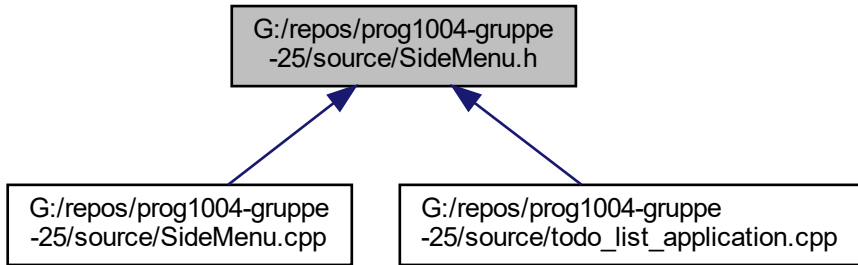 G:/repos/prog1004-gruppe
-25/source/SideMenu.h
G:/repos/prog1004-gruppe
-25/source/SideMenu.cpp
G:/repos/prog1004-gruppe
-25/source/todo_list_application.cpp